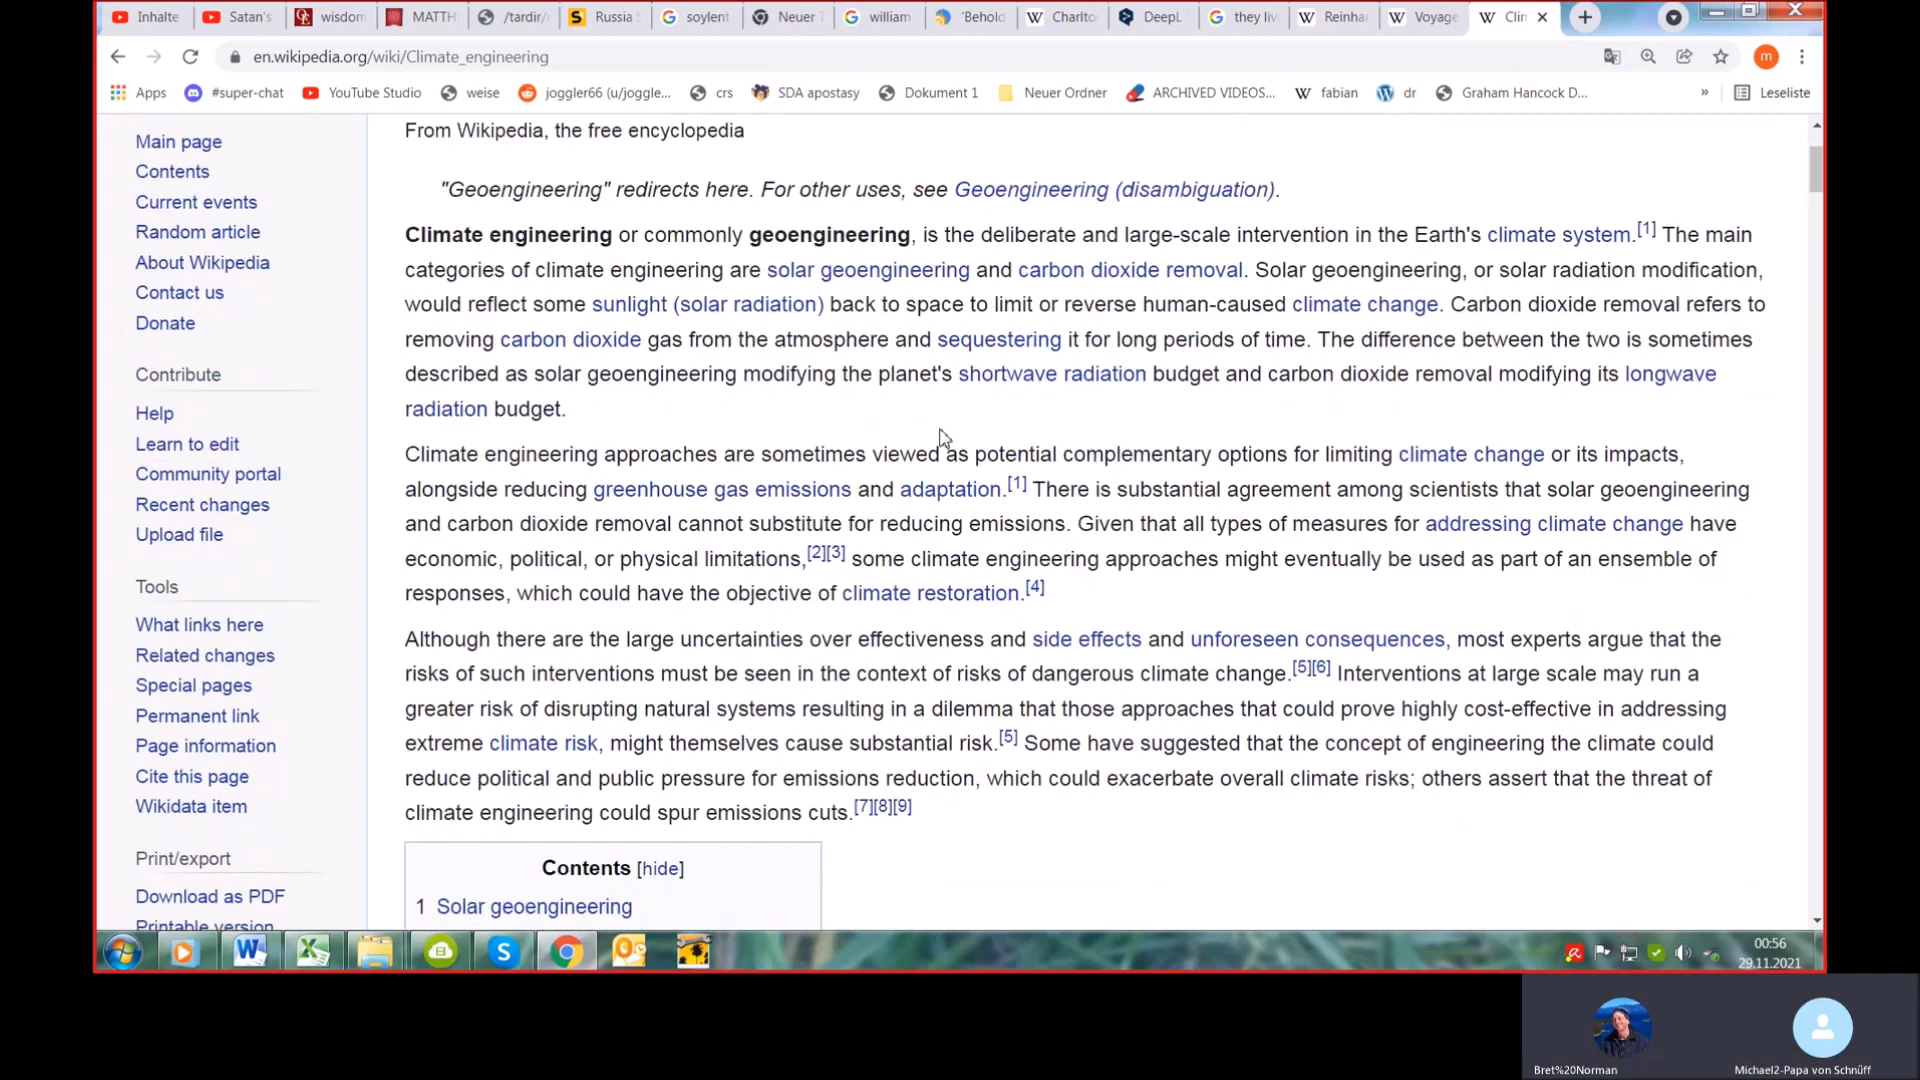 Inhalte
Satan's
wisdom
MATTH
/tardir/
Russia
soylent
Neuer
william
'Behold
Charlto
DeepL
they liv
Reinha
Voyage
Clin
en.wikipedia.org/wiki/Climate_engineering
m
Apps
#super-chat
YouTube Studio
weise
joggler66 (u/joggle...
crs
SDA apostasy
Dokument 1
Neuer Ordner
ARCHIVED VIDEOS...
fabian
dr
Graham Hancock D...
»
Leseliste
Main page
Contents
Current events
Random article
About Wikipedia
Contact us
Donate
Contribute
Help
Learn to edit
Community portal
Recent changes
Upload file
Tools
What links here
Related changes
Special pages
Permanent link
Page information
Cite this page
Wikidata item
Print/export
Download as PDF
Printable version
From Wikipedia, the free encyclopedia
"Geoengineering" redirects here. For other uses, see Geoengineering (disambiguation).
Climate engineering or commonly geoengineering, is the deliberate and large-scale intervention in the Earth's climate system.[1] The main
categories of climate engineering are solar geoengineering and carbon dioxide removal. Solar geoengineering, or solar radiation modification,
would reflect some sunlight (solar radiation) back to space to limit or reverse human-caused climate change. Carbon dioxide removal refers to
removing carbon dioxide gas from the atmosphere and sequestering it for long periods of time. The difference between the two is sometimes
described as solar geoengineering modifying the planet's shortwave radiation budget and carbon dioxide removal modifying its longwave
radiation budget.
Climate engineering approaches are sometimes viewed as potential complementary options for limiting climate change or its impacts,
alongside reducing greenhouse gas emissions and adaptation.[1] There is substantial agreement among scientists that solar geoengineering
and carbon dioxide removal cannot substitute for reducing emissions. Given that all types of measures for addressing climate change have
economic, political, or physical limitations,[2][3] some climate engineering approaches might eventually be used as part of an ensemble of
responses, which could have the objective of climate restoration.[4]
Although there are the large uncertainties over effectiveness and side effects and unforeseen consequences, most experts argue that the
risks of such interventions must be seen in the context of risks of dangerous climate change.[5][6] Interventions at large scale may run a
greater risk of disrupting natural systems resulting in a dilemma that those approaches that could prove highly cost-effective in addressing
extreme climate risk, might themselves cause substantial risk.[5] Some have suggested that the concept of engineering the climate could
reduce political and public pressure for emissions reduction, which could exacerbate overall climate risks; others assert that the threat of
climate engineering could spur emissions cuts.[7][8][9]
Contents [hide]
1 Solar geoengineering
00:56
29.11.2021
Bret%20Norman
Michael2-Papa von Schnüff